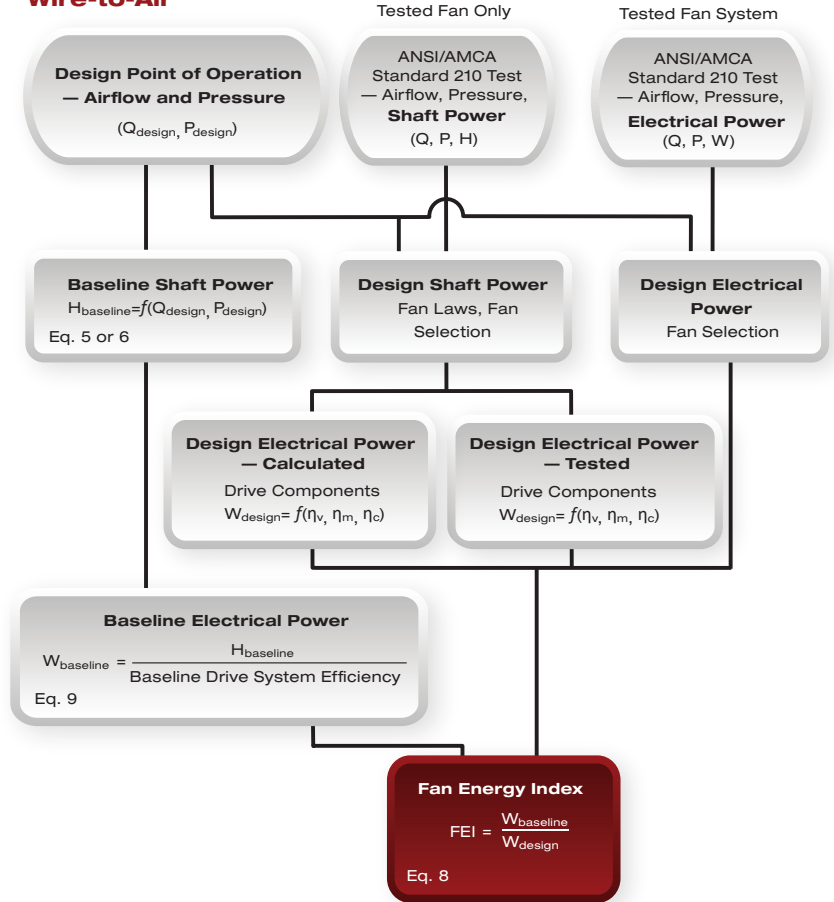 Wire-to-Air
Tested Fan Only
Tested Fan System
Design Point of Operation
— Airflow and Pressure
(Qdesign, Pdesign)
ANSI/AMCA
Standard 210 Test
— Airflow, Pressure,
Shaft Power
(Q, P, H)
ANSI/AMCA
Standard 210 Test
— Airflow, Pressure,
Electrical Power
(Q, P, W)
Baseline Shaft Power
Hbaseline=f(Qdesign, Pdesign)
Eq. 5 or 6
Design Shaft Power
Fan Laws, Fan
Selection
Design Electrical
Power
Fan Selection
Design Electrical Power
— Calculated
Drive Components
Wdesign= f(ηv, ηm, ηc)
Design Electrical Power
— Tested
Drive Components
Wdesign= f(ηv, ηm, ηc)
Baseline Electrical Power
Wbaseline = Hbaseline
Baseline Drive System Efficiency
Eq. 9
Fan Energy Index
FEI = Wbaseline
Wdesign
Eq. 8